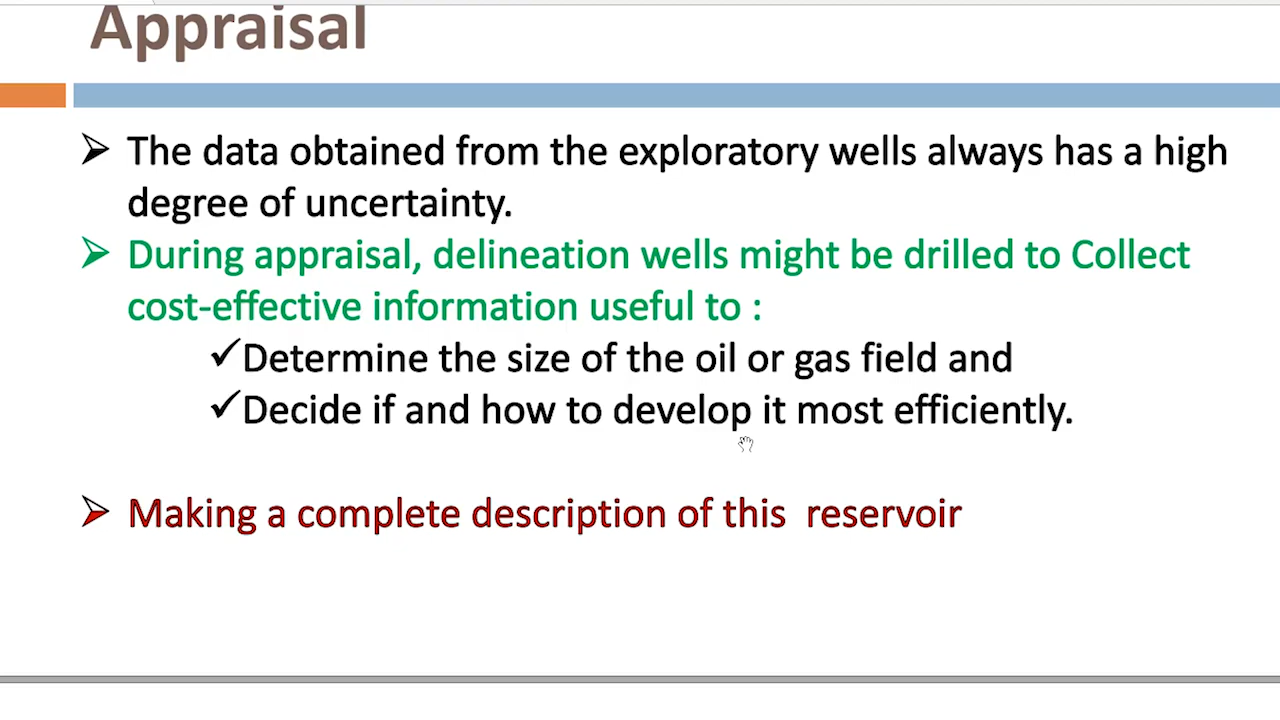 Appraisal
➢ The data obtained from the exploratory wells always has a high
degree of uncertainty.
➢ During appraisal, delineation wells might be drilled to Collect
cost-effective information useful to :
✓Determine the size of the oil or gas field and
✓Decide if and how to develop it most efficiently.
➢ Making a complete description of this  reservoir